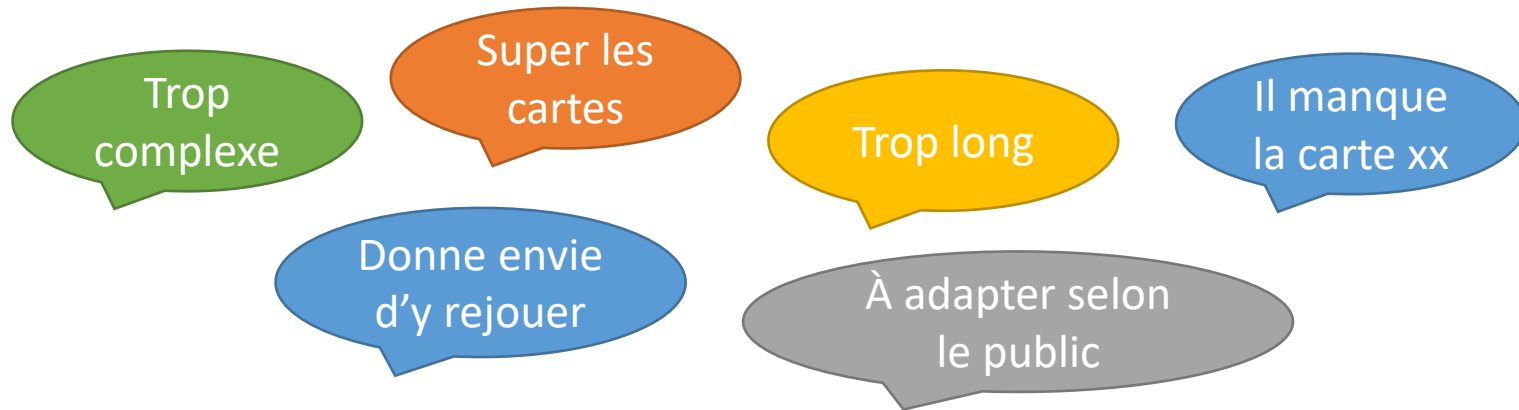 Trop
complexe
Super les
cartes
Trop long
Il manque
la carte xx
Donne envie
d’y rejouer
À adapter selon
le public